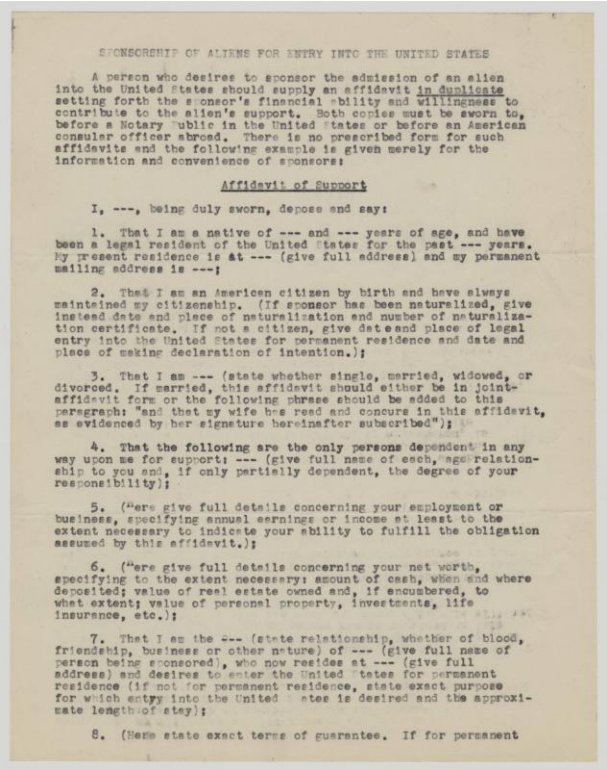 SPONSORSHIP OF ALIENS FOR ENTRY INTO THE UNITED STATES
A person who desires to sponsor the admission of an alien
into the United States should supply an affidavit in duplicate
setting forth the sponsor's financial ability and willingness to
contribute to the alien's support. Both copies must be sworn to,
before a Notary Public in the United States or before an American
consular officer abroad. There is no prescribed form for such
affidavits and the following example is given merely for the
information and convenience of sponsors:
Affidavit of Support
I, ---, being duly sworn, depose and say:
1. That I am a native of --- and --- years of age, and have
been a legal resident of the United States for the past --- years.
My present residence is at --- (give full address) and my permanent
mailing address is ---;
2. That I am an American citizen by birth and have always
maintained my citizenship. (If sponsor has been naturalized, give
instead date and place of naturalization and number of naturaliza-
tion certificate. If not a citizen, give date and place of legal
entry into the United States for permanent residence and date and
place of making declaration of intention.);
3. That I am --- (state whether single, married, widowed, or
divorced. If married, this affidavit should either be in joint-
affidavit form or the following phrase should be added to this
paragraph: "and that my wife has read and concurs in this affidavit,
as evidenced by her signature hereinafter subscribed");
4. That the following are the only persons dependent in any
way upon me for support: --- (give full name of each, age relation-
ship to you and, if only partially dependent, the degree of your
responsibility);
5. (Here give full details concerning your employment or
business, specifying annual earnings or income at least to the
extent necessary to indicate your ability to fulfill the obligation
assumed by this affidavit.);
6. (Here give full details concerning your net worth,
specifying to the extent necessary: amount of cash, when and where
deposited; value of real estate owned and, if encumbered, to
what extent; value of personal property, investments, life
insurance, etc.);
7. That I am the --- (state relationship, whether of blood,
friendship, business or other nature) of --- (give full name of
person being sponsored), who now resides at --- (give full
address) and desires to enter the United States for permanent
residence (if not for permanent residence, state exact purpose
for which entry into the United States is desired and the approxi-
mate length of stay);
8. (Here state exact terms of guarantee. If for permanent